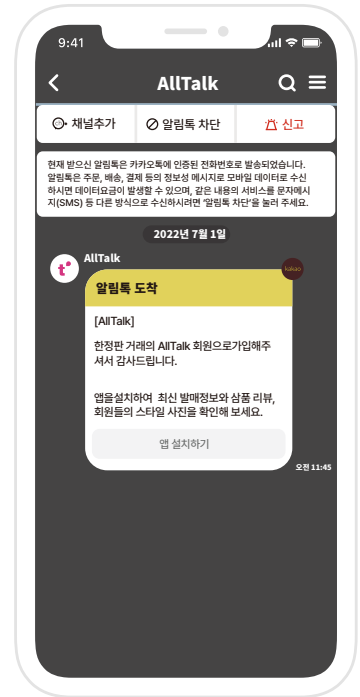 9:41
AllTalk
채널추가
알림톡 차단
신고
현재 받으신 알림톡은 카카오톡에 인증된 전화번호로 발송되었습니다.
알림톡은 주문, 배송, 결제 등의 정보성 메시지로 모바일 데이터로 수신
하시면 데이터요금이 발생할 수 있으며, 같은 내용의 서비스를 문자메시
지(SMS) 등 다른 방식으로 수신하시려면 '알림톡 차단'을 눌러 주세요.
2022년 7월 1일
AllTalk
t
kakao
알림톡 도착
[AllTalk]
한정판 거래의 AllTalk 회원으로가입해주
셔서 감사드립니다.
앱을설치하여 최신 발매정보와 삼품 리뷰,
회원들의 스타일 사진을 확인해 보세요.
앱 설치하기
오전 11:45